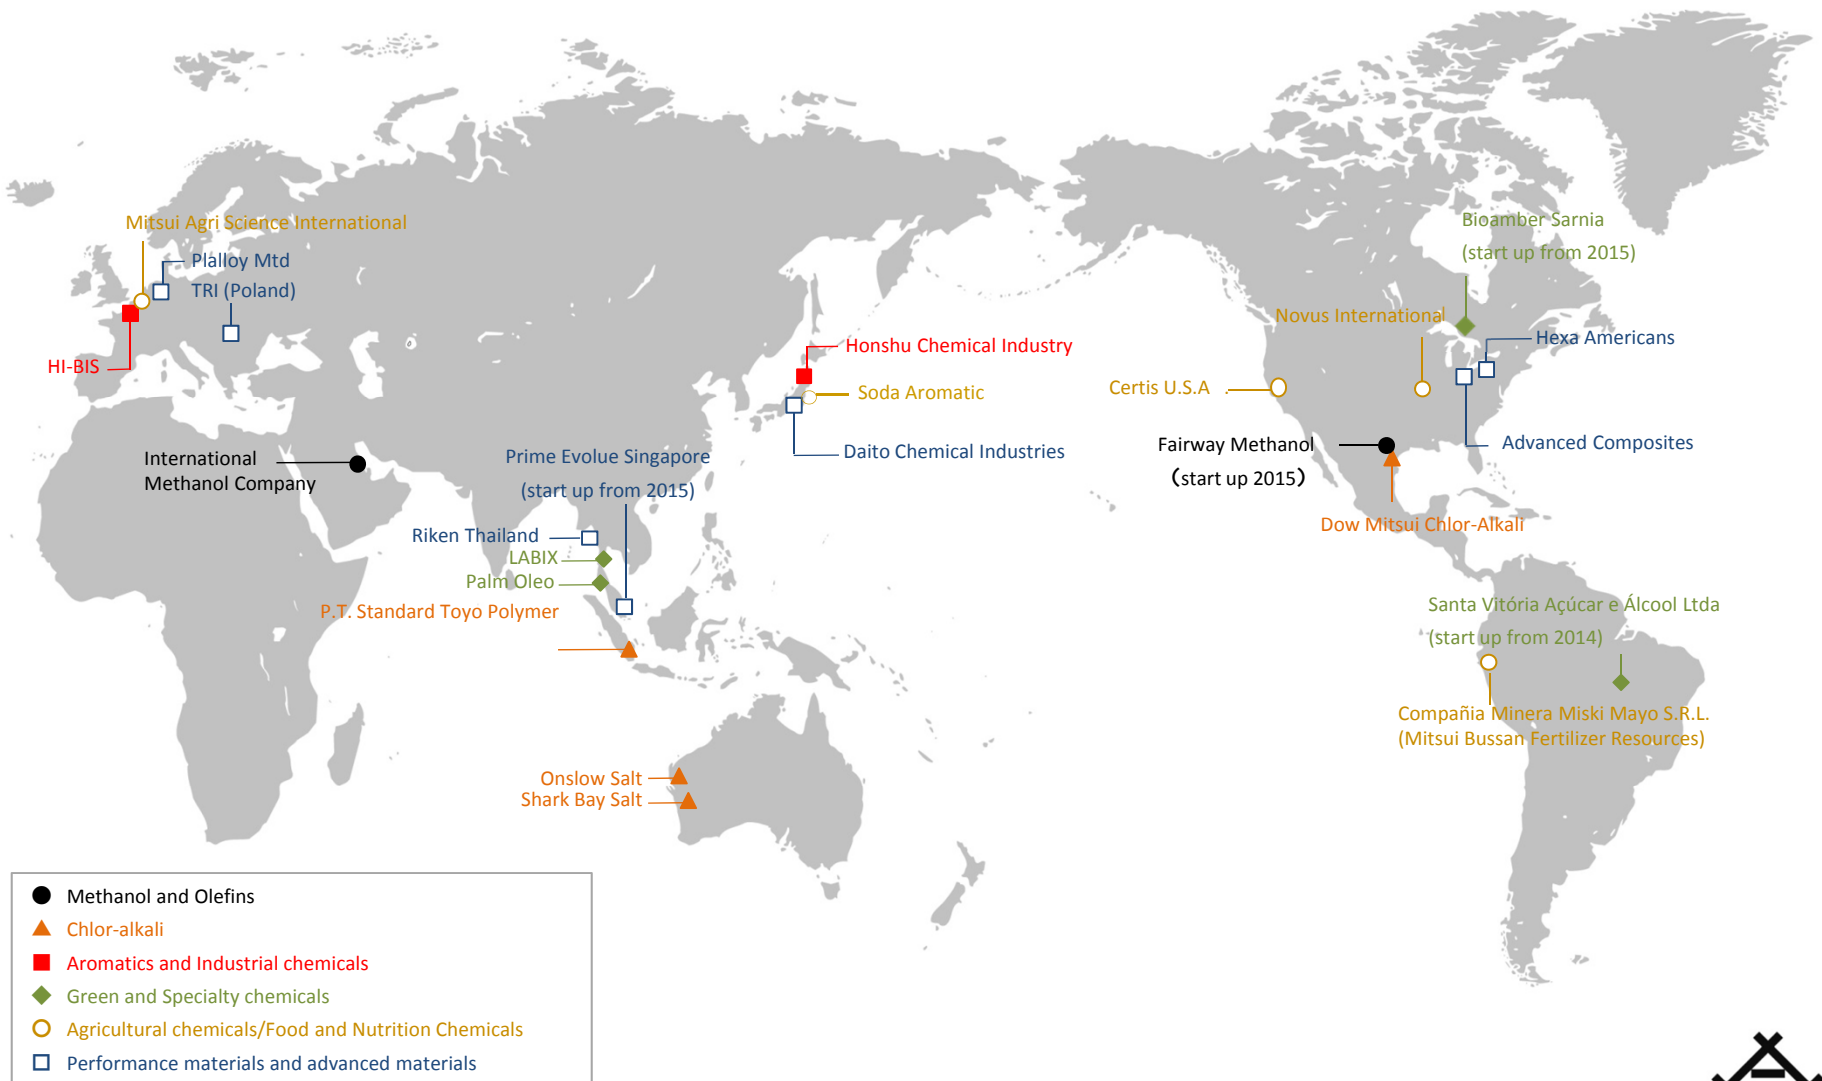 Mitsui Agri Science International
Plalloy Mtd
TRI (Poland)
HI-BIS
International
Methanol Company
Prime Evolue Singapore
(start up from 2015)
Riken Thailand
LABIX
Palm Oleo
P.T. Standard Toyo Polymer
Honshu Chemical Industry
Soda Aromatic
Daito Chemical Industries
Onslow Salt
Shark Bay Salt
Bioamber Sarnia
(start up from 2015)
Novus International
Hexa Americans
Certis U.S.A .
Fairway Methanol
(start up 2015)
Advanced Composites
Dow Mitsui Chlor-Alkali
Santa Vitória Açúcar e Álcool Ltda
(start up from 2014)
Compañia Minera Miski Mayo S.R.L.
(Mitsui Bussan Fertilizer Resources)
Methanol and Olefins
Chlor-alkali
Aromatics and Industrial chemicals
Green and Specialty chemicals
Agricultural chemicals/Food and Nutrition Chemicals
Performance materials and advanced materials